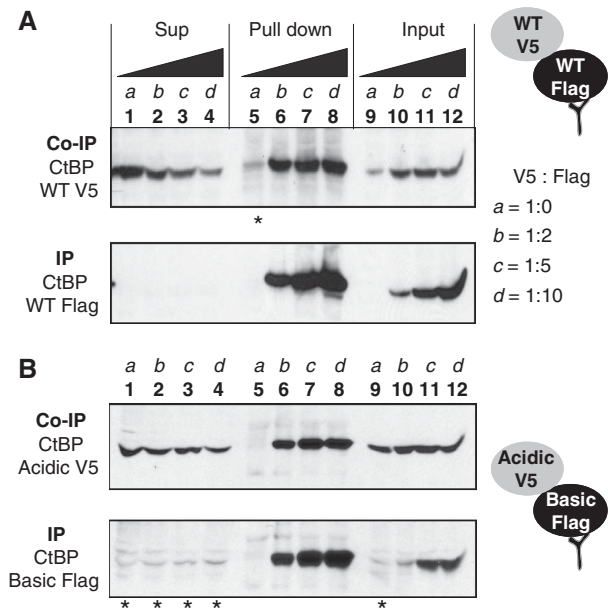 A
Sup Pull down Input
a b c d a b c d a b c d
1 2 3 4 5 6 7 8 9 10 11 12
Co-IP
CtBP
WT V5
*
IP
CtBP
WT Flag
WT
V5
WT
Flag
V5 : Flag
a = 1:0
b = 1:2
c = 1:5
d = 1:10
B
a b c d a b c d a b c d
1 2 3 4 5 6 7 8 9 10 11 12
Co-IP
CtBP
Acidic V5
IP
CtBP
Basic Flag
* * * * *
Acidic
V5
Basic
Flag